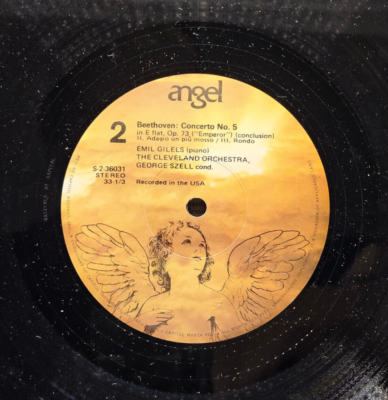 angel
2
Beethoven: Concerto No. 5
in E flat, Op. 73 ("Emperor") (conclusion)
II. Adagio un più mosso / III. Rondo
EMIL GILELS (piano)
THE CLEVELAND ORCHESTRA,
GEORGE SZELL cond.
S-2-36031
STEREO
33-1/3
Recorded in the USA